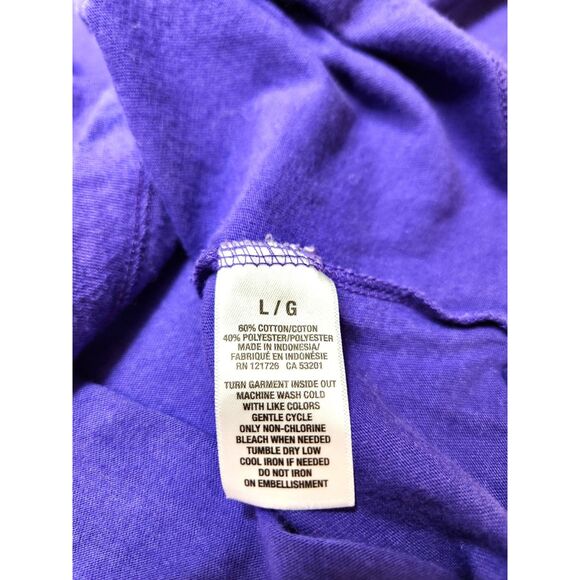 L / G
60% COTTON/COTON
40% POLYESTER/POLYESTER
MADE IN INDONESIA/
FABRIQUÉ EN INDONÉSIE
RN 121726 CA 53201
TURN GARMENT INSIDE OUT
MACHINE WASH COLD
WITH LIKE COLORS
GENTLE CYCLE
ONLY NON-CHLORINE
BLEACH WHEN NEEDED
TUMBLE DRY LOW
COOL IRON IF NEEDED
DO NOT IRON
ON EMBELLISHMENT